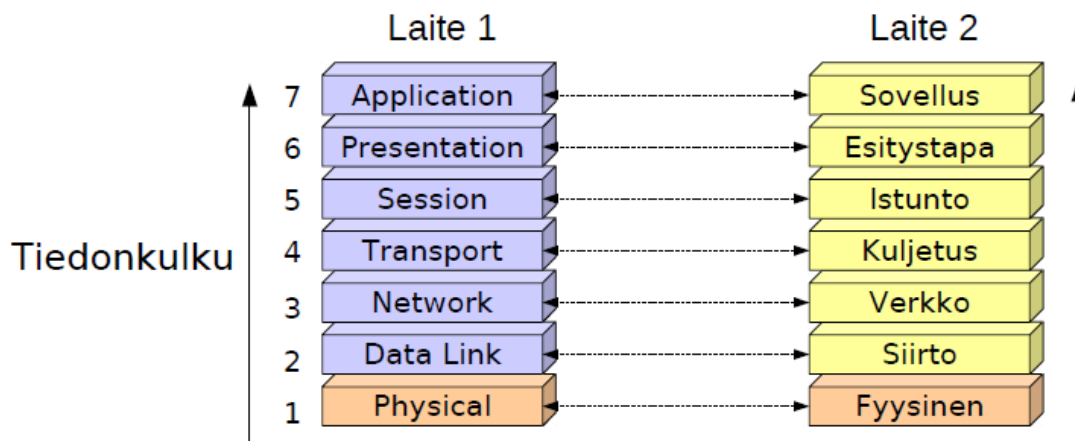 Laite 1 Laite 2
7 Application Sovellus
6 Presentation Esitystapa
5 Session Istunto
Tiedonkulku 4 Transport Kuljetus
3 Network Verkko
2 Data Link Siirto
1 Physical Fyysinen